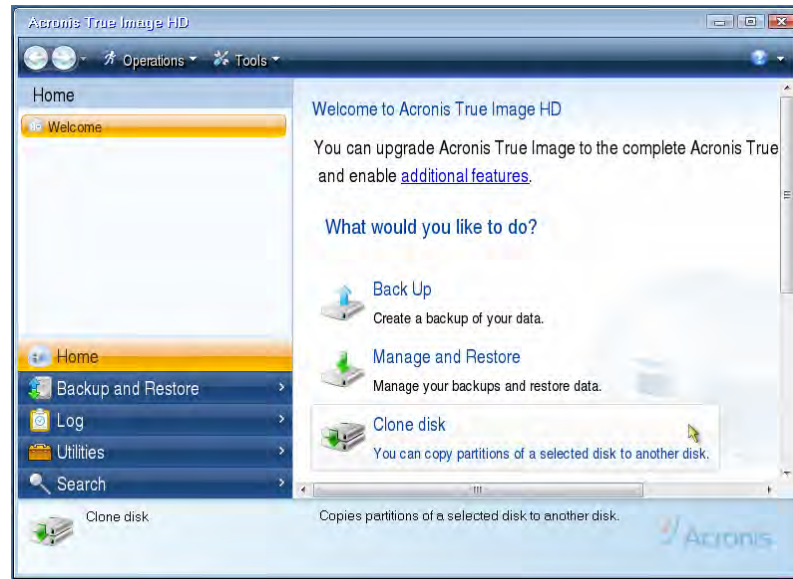 Acronis True Image HD
Operations Tools
Home
Welcome
Home
Backup and Restore
Log
Utilities
Search
Welcome to Acronis True Image HD
You can upgrade Acronis True Image to the complete Acronis True
and enable additional features.
What would you like to do?
Back Up
Create a backup of your data.
Manage and Restore
Manage your backups and restore data.
Clone disk
You can copy partitions of a selected disk to another disk.
Clone disk
Copies partitions of a selected disk to another disk.
Acronis